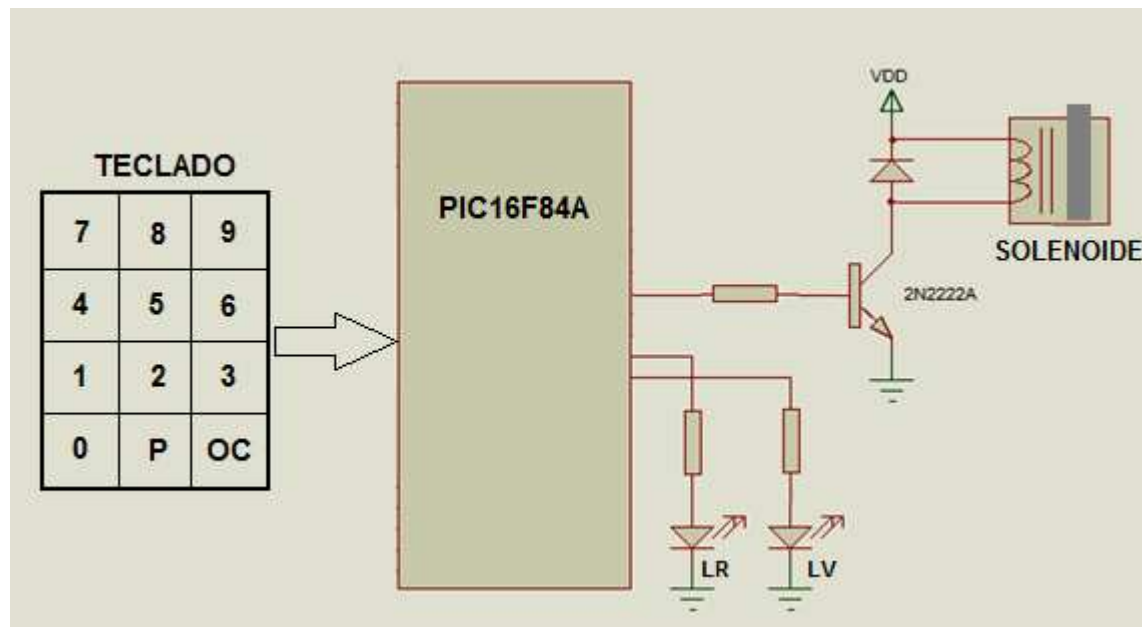 VDD
TECLADO
7 8 9
4 5 6
1 2 3
0 P OC
PIC16F84A
SOLENOIDE
2N2222A
LR LV